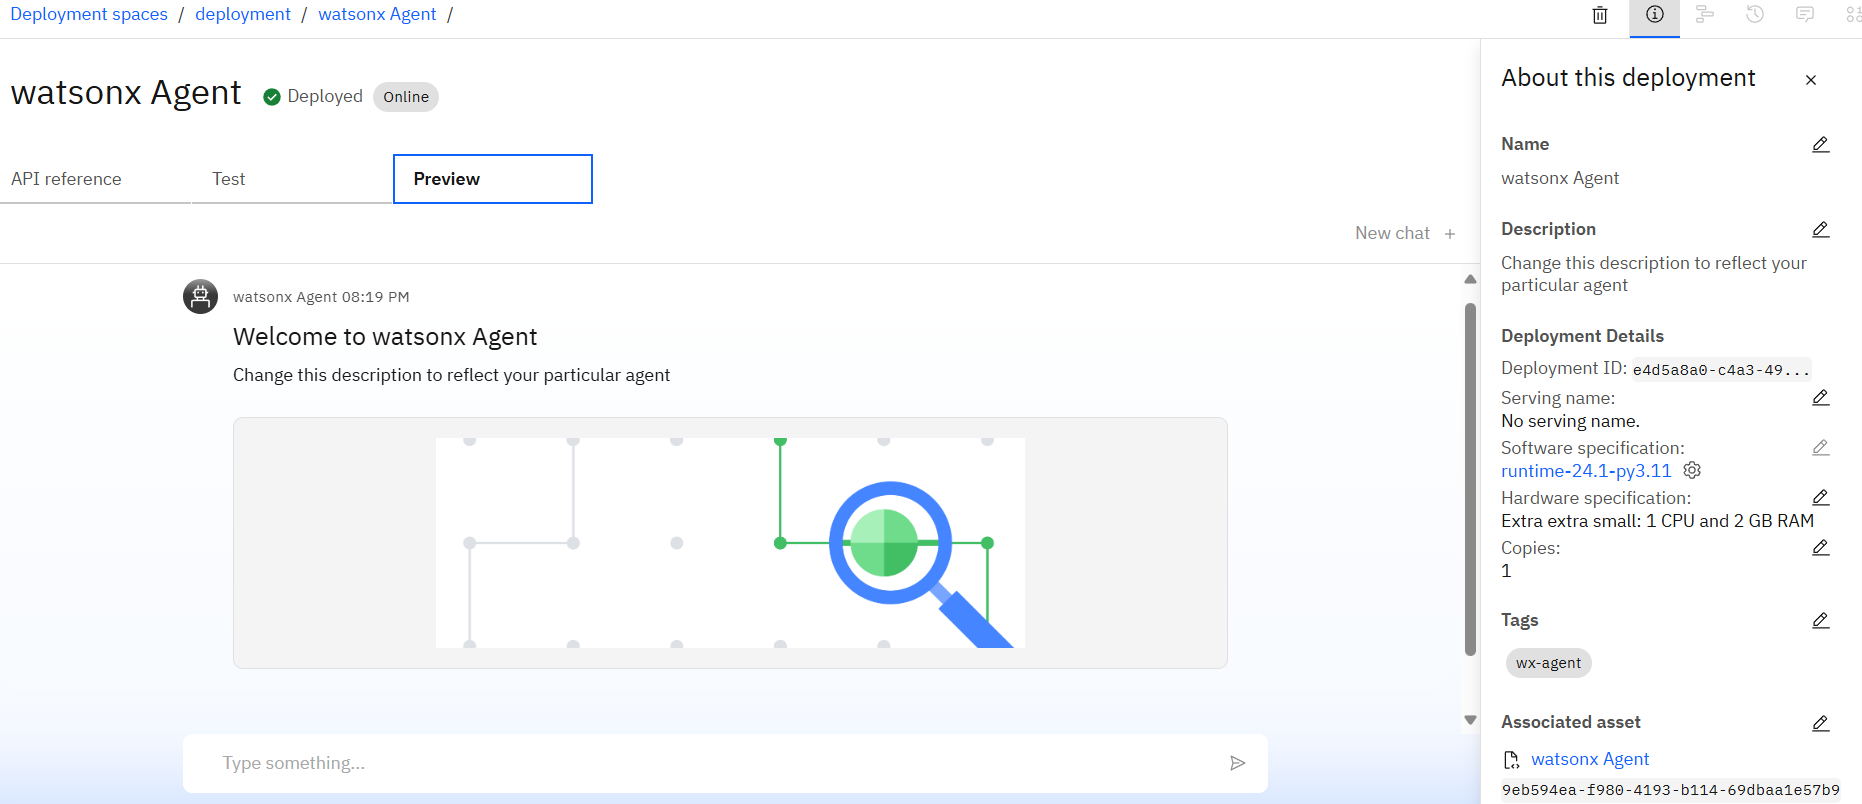 Deployment spaces / deployment / watsonx Agent /
watsonx Agent Deployed Online
API reference Test Preview
New chat +
watsonx Agent 08:19 PM
Welcome to watsonx Agent
Change this description to reflect your particular agent
Type something...
About this deployment
Name
watsonx Agent
Description
Change this description to reflect your
particular agent
Deployment Details
Deployment ID: e4d5a8a0-c4a3-49...
Serving name:
No serving name.
Software specification:
runtime-24.1-py3.11
Hardware specification:
Extra extra small: 1 CPU and 2 GB RAM
Copies:
1
Tags
wx-agent
Associated asset
watsonx Agent
9eb594ea-f980-4193-b114-69dbaa1e57b9